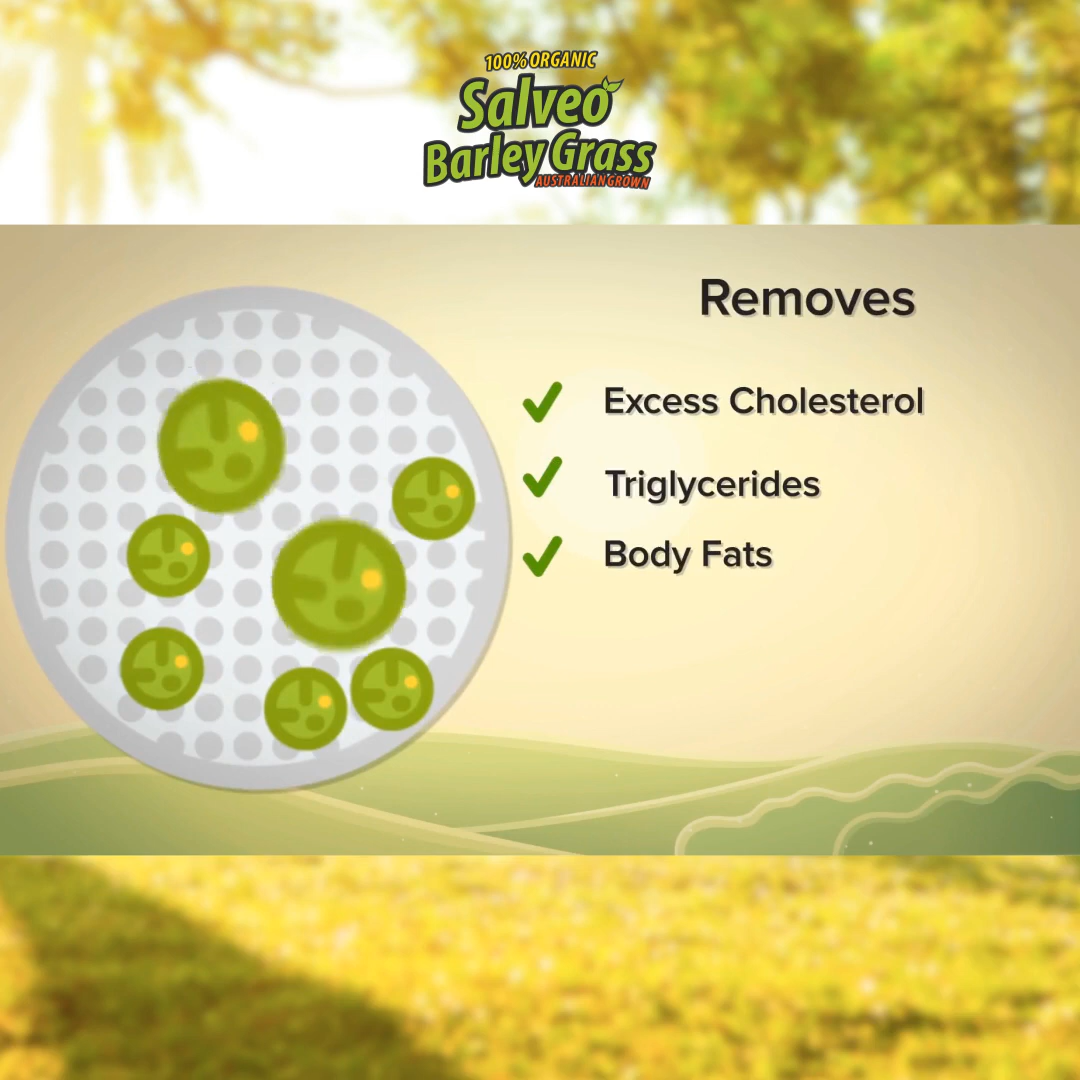 100% ORGANIC
Salveo
Barley Grass
AUSTRALIAN GROWN
Removes
Excess Cholesterol
Triglycerides
Body Fats